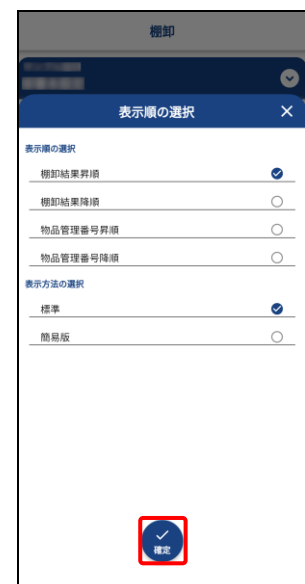 棚卸
表示順の選択
表示順の選択
棚卸結果昇順
棚卸結果降順
物品管理番号昇順
物品管理番号降順
表示方法の選択
標準
簡易版
確定